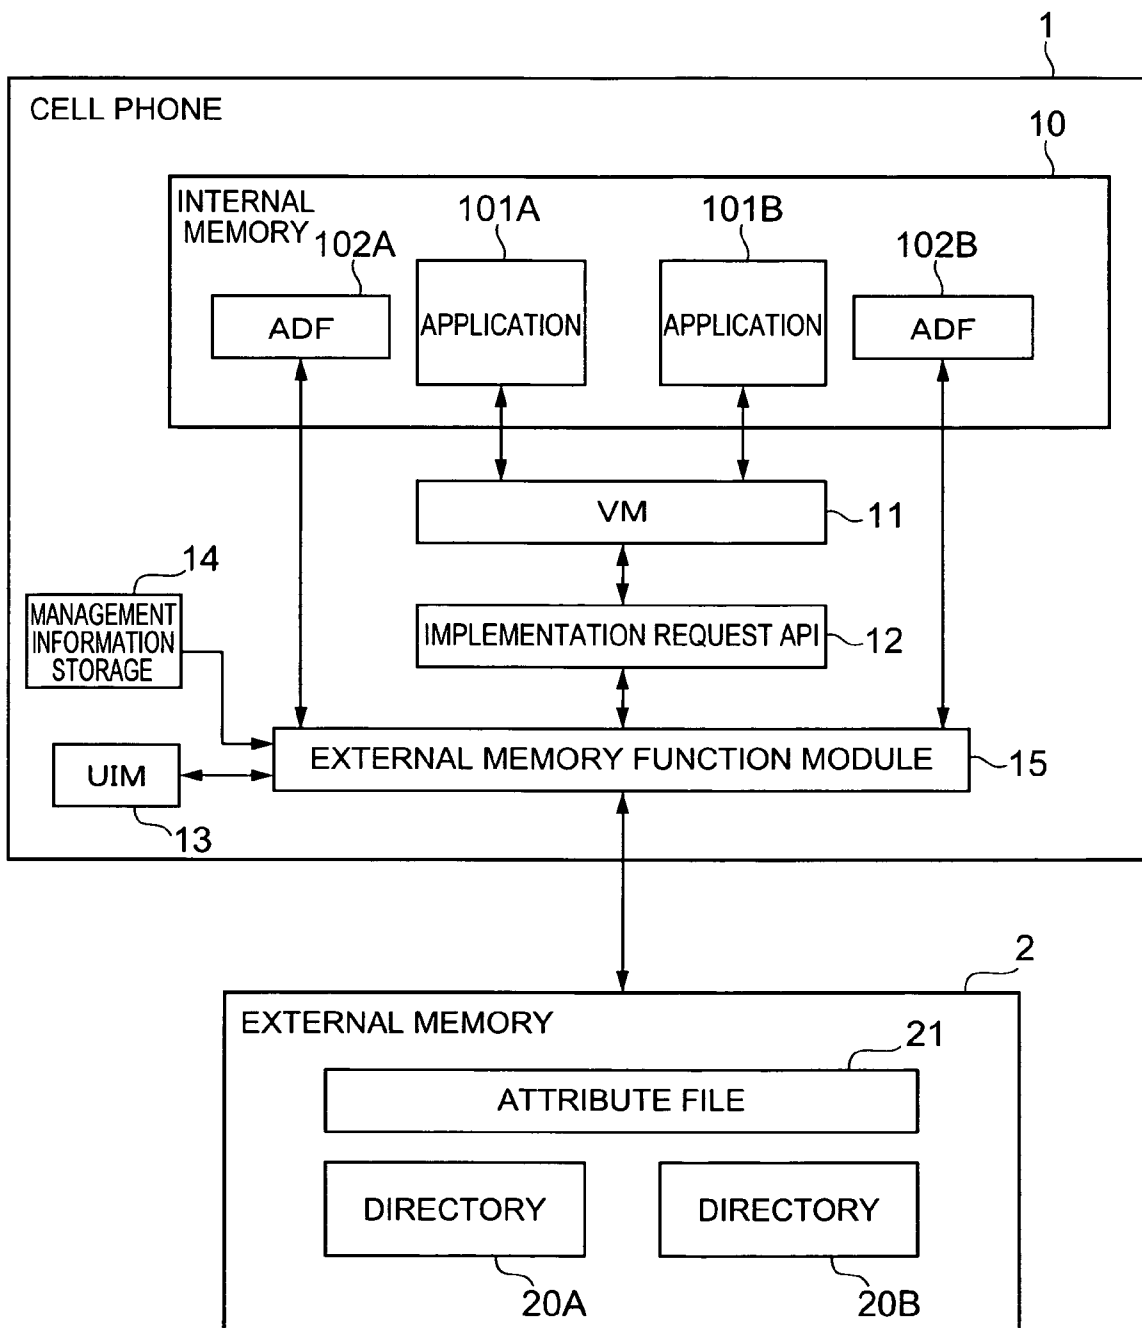 1
CELL PHONE
10
INTERNAL
MEMORY
101A
101B
102A
102B
ADF
APPLICATION
APPLICATION
ADF
VM
11
14
MANAGEMENT
INFORMATION
STORAGE
IMPLEMENTATION REQUEST API
12
EXTERNAL MEMORY FUNCTION MODULE
15
UIM
13
2
EXTERNAL MEMORY
21
ATTRIBUTE FILE
DIRECTORY
DIRECTORY
20A
20B